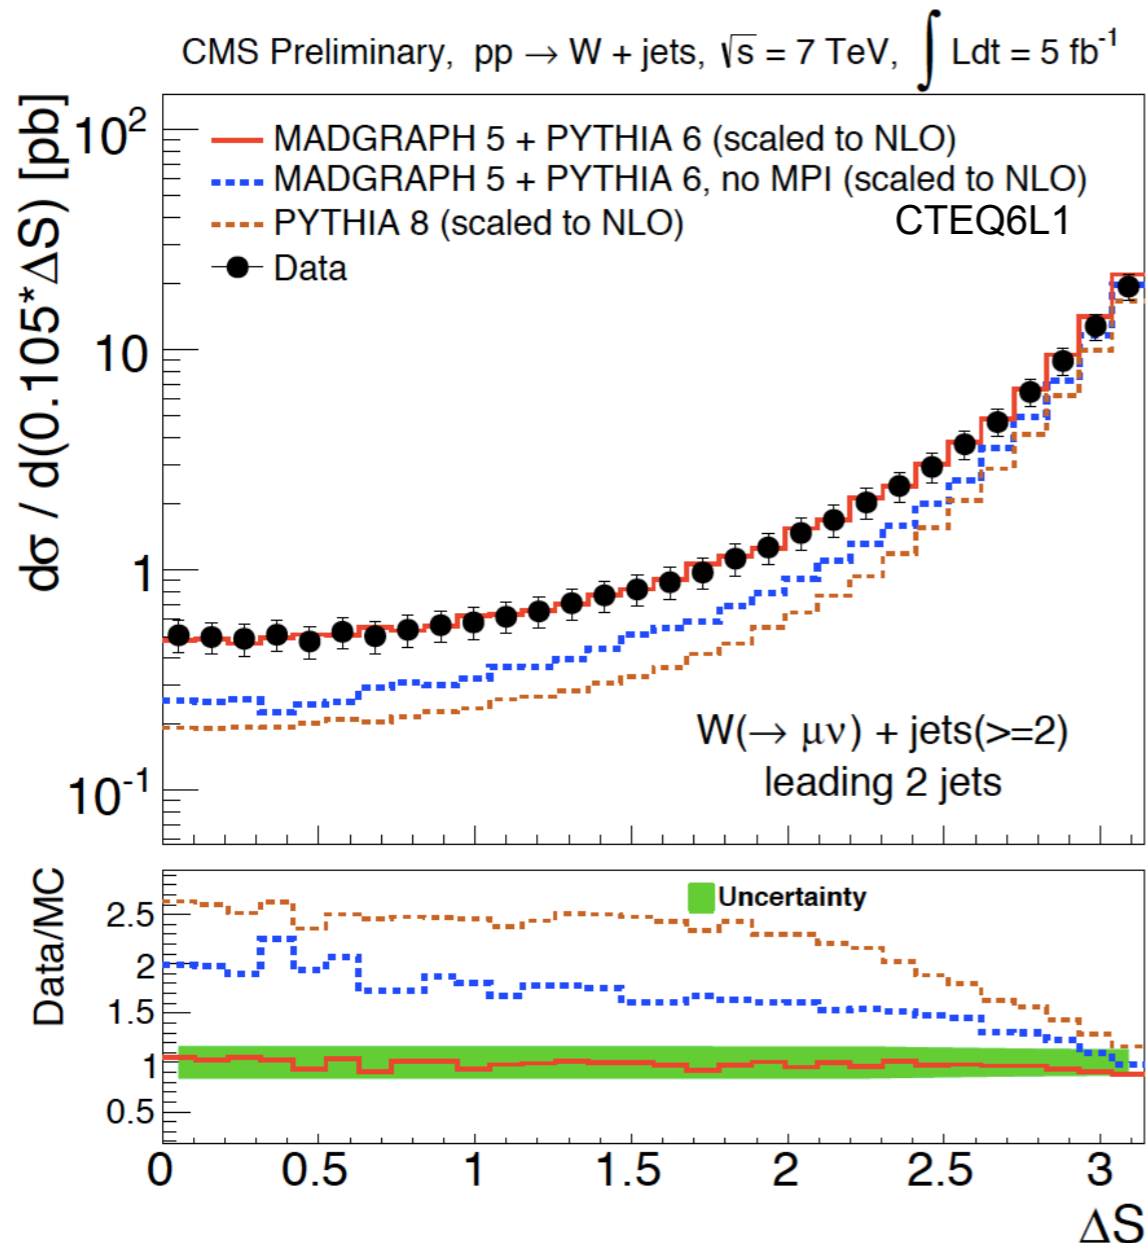 CMS Preliminary, pp → W + jets, √s = 7 TeV, ∫ Ldt = 5 fb⁻¹
dσ / d(0.105*ΔS) [pb]
10²
10
1
10⁻¹
MADGRAPH 5 + PYTHIA 6 (scaled to NLO)
MADGRAPH 5 + PYTHIA 6, no MPI (scaled to NLO)
PYTHIA 8 (scaled to NLO)
CTEQ6L1
Data
W(→ μν) + jets(>=2)
leading 2 jets
Data/MC
2.5
2
1.5
1
0.5
Uncertainty
0 0.5 1 1.5 2 2.5 3
ΔS